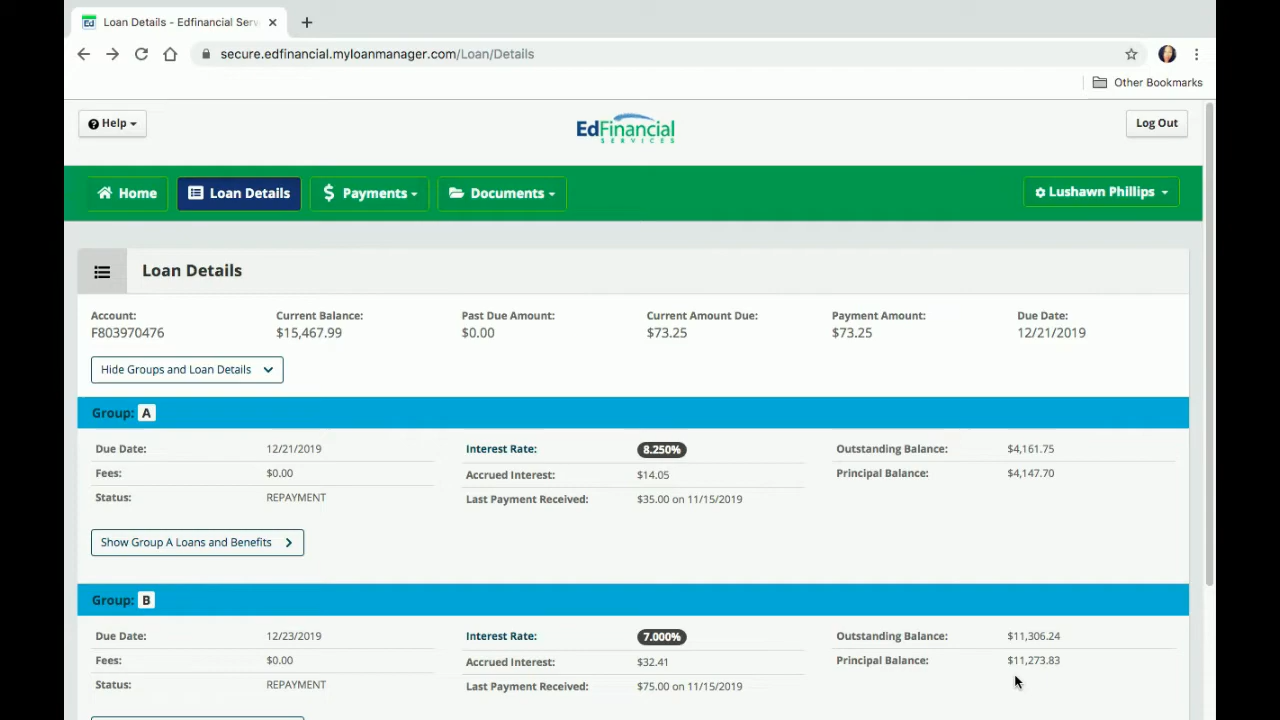 Loan Details - Edfinancial Serv
secure.edfinancial.myloanmanager.com/Loan/Details
Other Bookmarks
Help
EdFinancial
SERVICES
Log Out
Home Loan Details Payments Documents Lushawn Phillips
Loan Details
Account: Current Balance: Past Due Amount: Current Amount Due: Payment Amount: Due Date:
F803970476 $15,467.99 $0.00 $73.25 $73.25 12/21/2019
Hide Groups and Loan Details
Group: A
Due Date: 12/21/2019 Interest Rate: 8.250% Outstanding Balance: $4,161.75
Fees: $0.00 Accrued Interest: $14.05 Principal Balance: $4,147.70
Status: REPAYMENT Last Payment Received: $35.00 on 11/15/2019
Show Group A Loans and Benefits
Group: B
Due Date: 12/23/2019 Interest Rate: 7.000% Outstanding Balance: $11,306.24
Fees: $0.00 Accrued Interest: $32.41 Principal Balance: $11,273.83
Status: REPAYMENT Last Payment Received: $75.00 on 11/15/2019